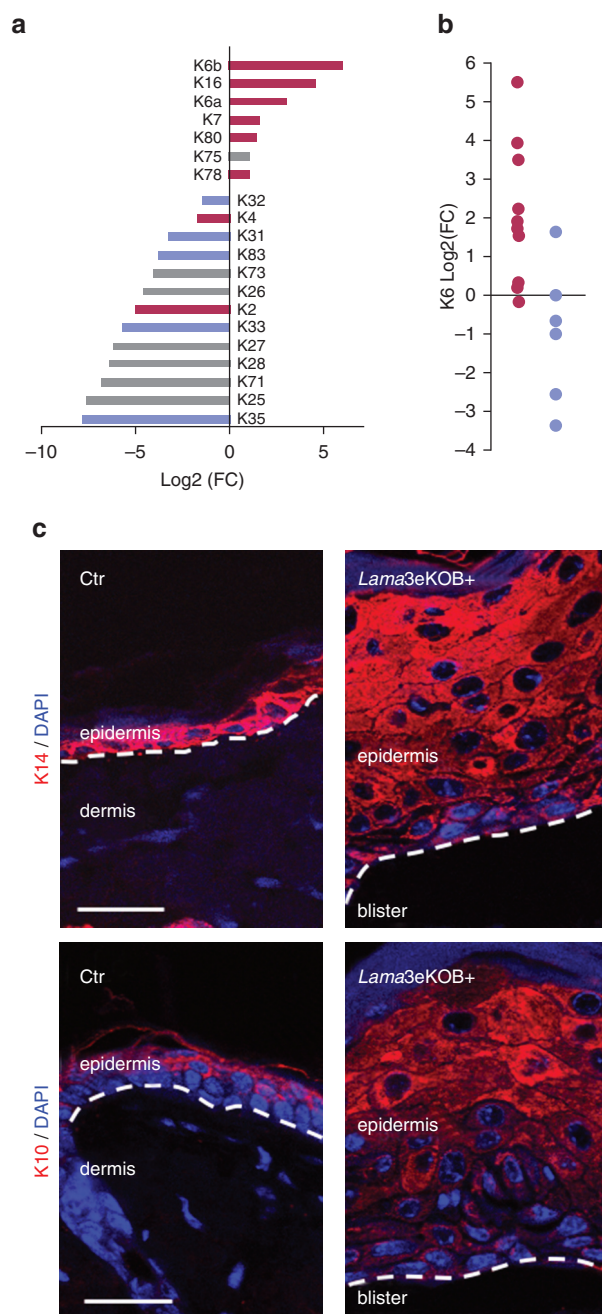 a
K6b
K16
K6a
K7
K80
K75
K78
K32
K4
K31
K83
K73
K26
K2
K33
K27
K28
K71
K25
K35
–10 –5 0 5
Log2 (FC)
b
K6 Log2(FC)
6
5
4
3
2
1
0
–1
–2
–3
–4
c
K14 / DAPI
Ctr
epidermis
dermis
Lama3eKOB+
epidermis
blister
K10 / DAPI
Ctr
epidermis
dermis
Lama3eKOB+
epidermis
blister